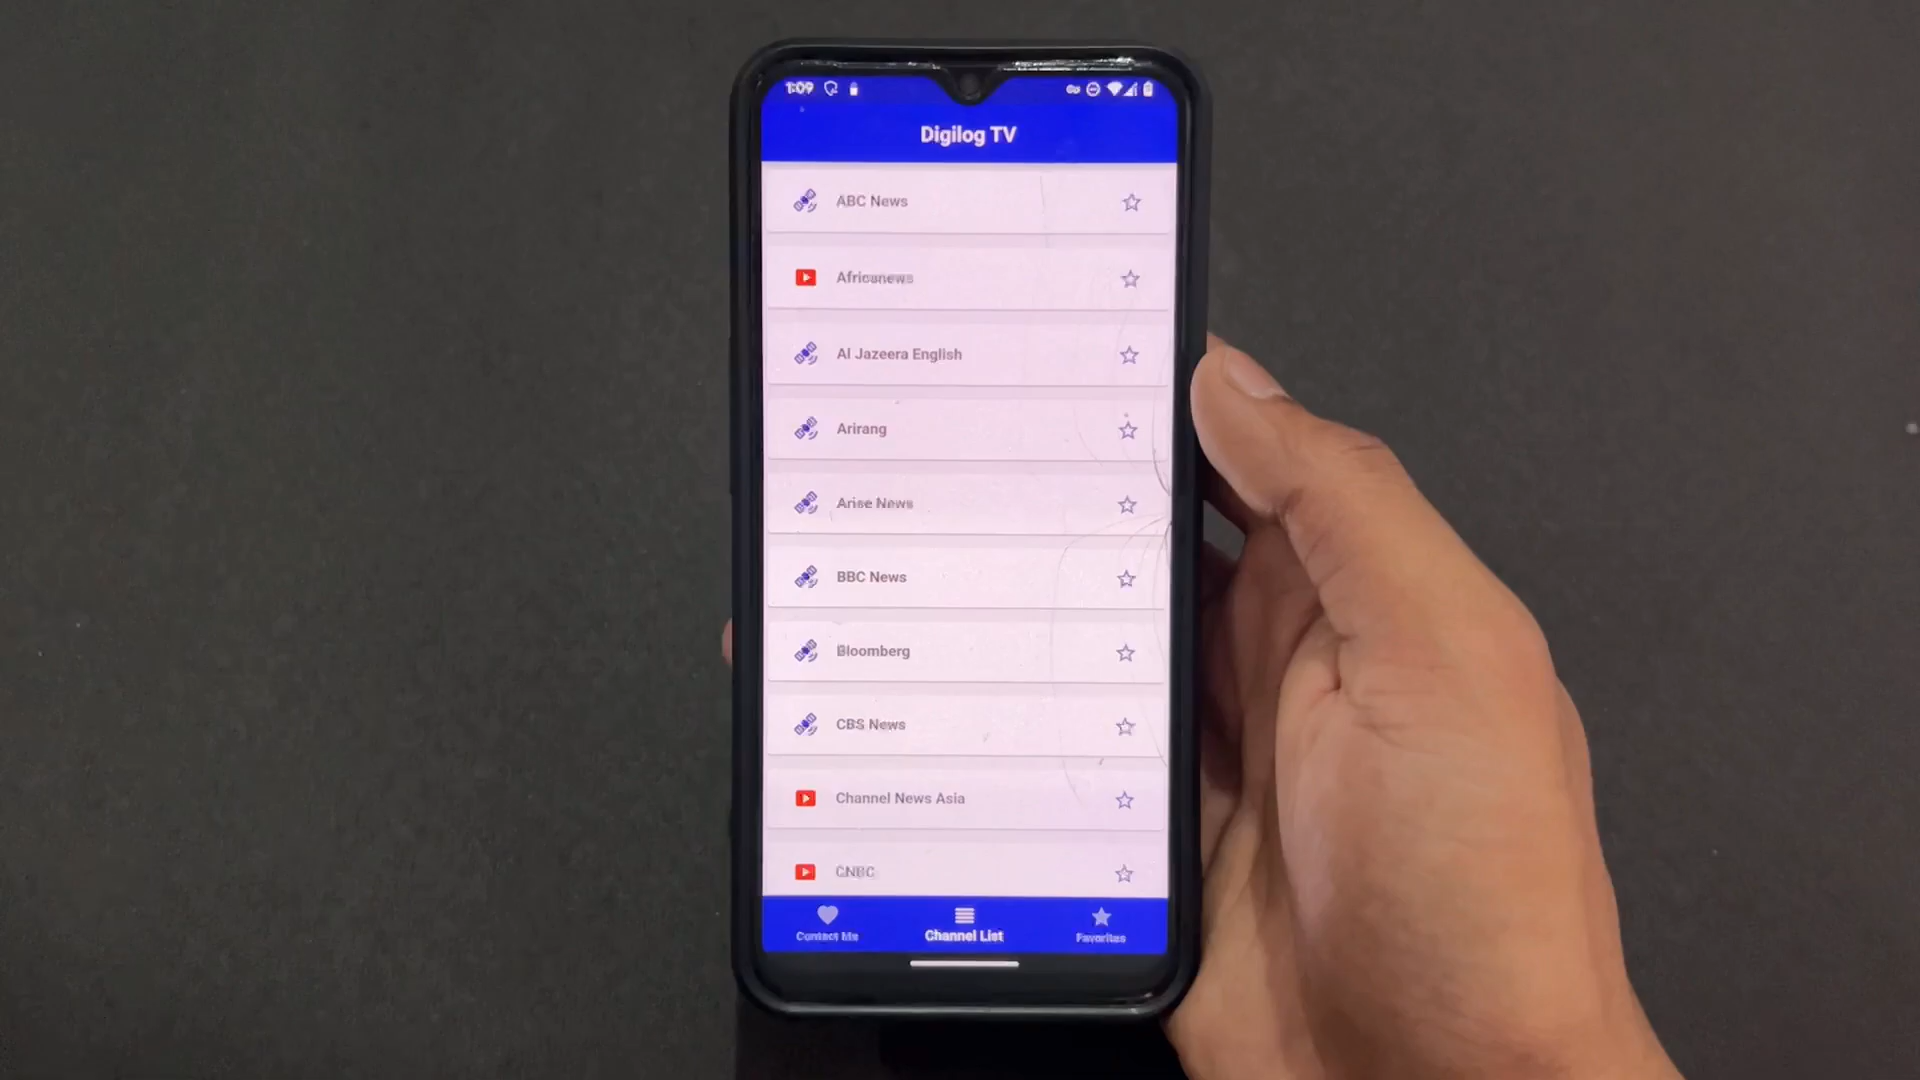 1:09
Digilog TV
ABC News
Africanews
Al Jazeera English
Arirang
Arise News
BBC News
Bloomberg
CBS News
Channel News Asia
CNBC
Contact Me
Channel List
Favorites